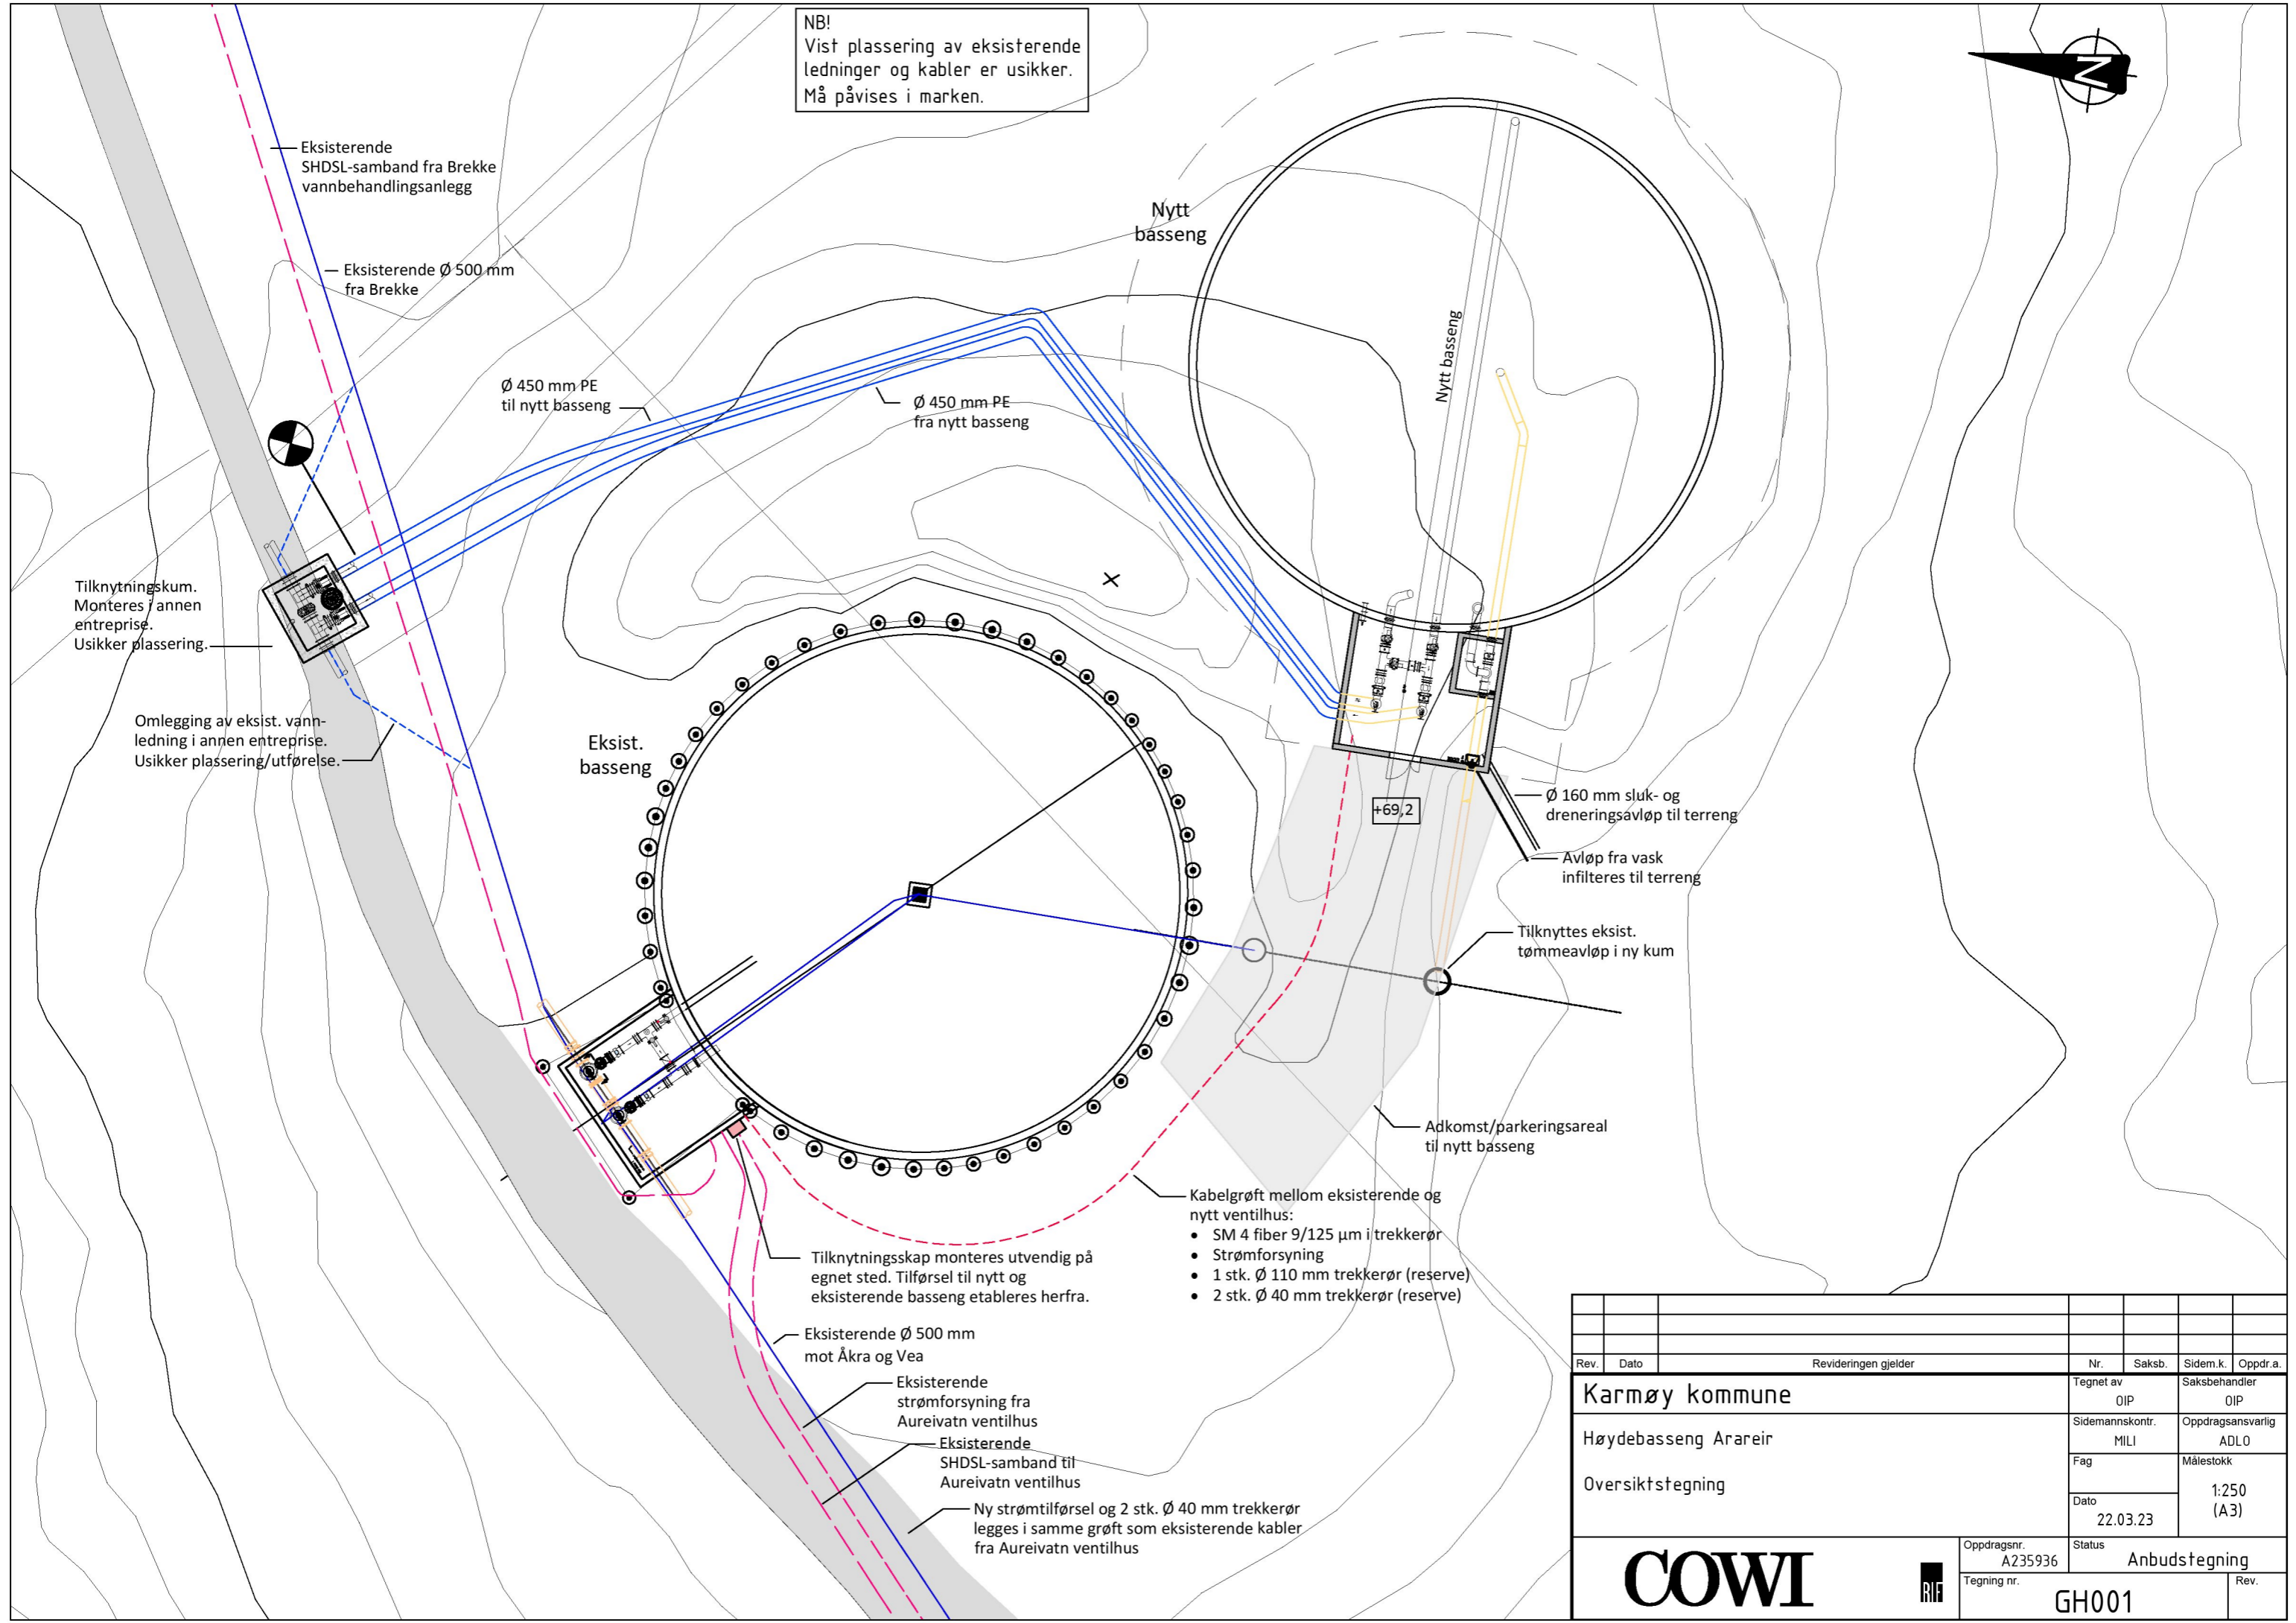 NB!
Vist plassering av eksisterende
ledninger og kabler er usikker.
Må påvises i marken.
N
Eksisterende
SHDSL-samband fra Brekke
vannbehandlingsanlegg
Eksisterende Ø 500 mm
fra Brekke
Nytt
basseng
Nytt basseng
Ø 450 mm PE
til nytt basseng
Ø 450 mm PE
fra nytt basseng
Tilknytningskum.
Monteres i annen
entreprise.
Usikker plassering.
Omlegging av eksist. vann-
ledning i annen entreprise.
Usikker plassering/utførelse.
Eksist.
basseng
+69,2
Ø 160 mm sluk- og
dreneringsavløp til terreng
Avløp fra vask
infilteres til terreng
Tilknyttes eksist.
tømmeavløp i ny kum
Adkomst/parkeringsareal
til nytt basseng
Kabelgrøft mellom eksisterende og
nytt ventilhus:
• SM 4 fiber 9/125 µm i trekkerør
• Strømforsyning
• 1 stk. Ø 110 mm trekkerør (reserve)
• 2 stk. Ø 40 mm trekkerør (reserve)
Tilknytningsskap monteres utvendig på
egnet sted. Tilførsel til nytt og
eksisterende basseng etableres herfra.
Eksisterende Ø 500 mm
mot Åkra og Vea
Eksisterende
strømforsyning fra
Aureivatn ventilhus
Eksisterende
SHDSL-samband til
Aureivatn ventilhus
Ny strømtilførsel og 2 stk. Ø 40 mm trekkerør
legges i samme grøft som eksisterende kabler
fra Aureivatn ventilhus
Rev. Dato Revideringen gjelder Nr. Saksb. Sidem.k. Oppdr.a.
Karmøy kommune
Høydebasseng Arareir
Oversiktstegning
Tegnet av
OIP
Saksbehandler
OIP
Sidemannskontr.
MILI
Oppdragsansvarlig
ADLO
Fag
Målestokk
1:250
(A3)
Dato
22.03.23
COWI
RIF
Oppdragsnr.
A235936
Status
Anbudstegning
Tegning nr.
GH001
Rev.